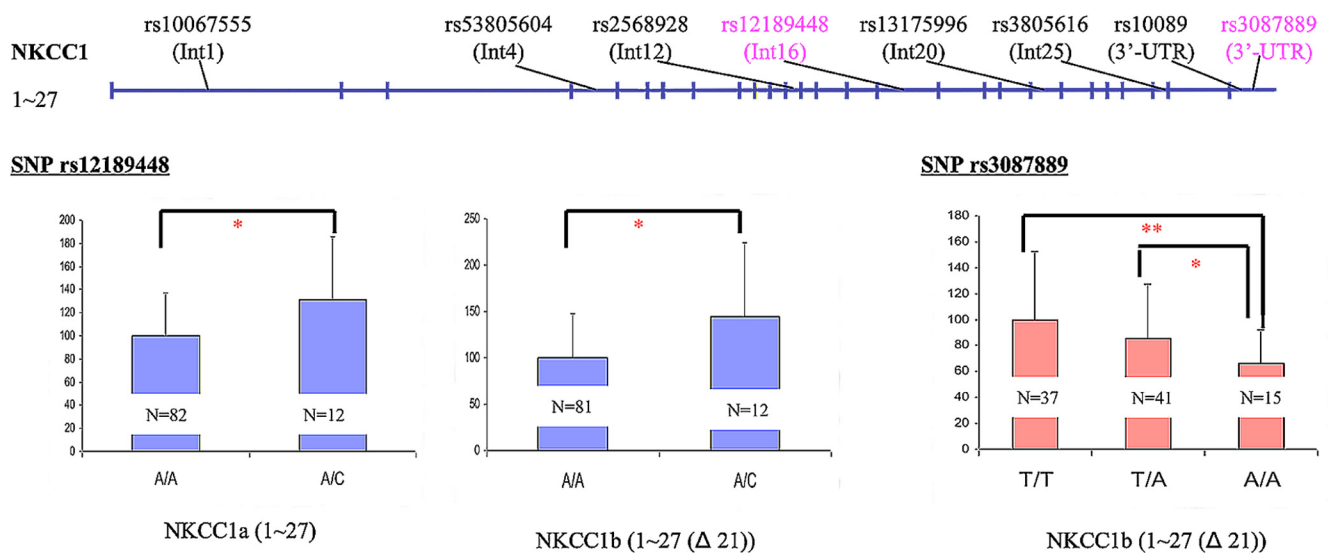 rs10067555 rs53805604 rs2568928 rs12189448 rs13175996 rs3805616 rs10089 rs3087889
NKCC1 (Int1) (Int4) (Int12) (Int16) (Int20) (Int25) (3’-UTR) (3’-UTR)
1~27
SNP rs12189448
200
180
160
140
120
100
80
60
40
20
0
*
N=82
N=12
A/A
A/C
NKCC1a (1~27)
250
200
150
100
50
0
*
N=81
N=12
A/A
A/C
NKCC1b (1~27 (Δ 21))
SNP rs3087889
180
160
140
120
100
80
60
40
20
0
**
*
N=37
N=41
N=15
T/T
T/A
A/A
NKCC1b (1~27 (Δ 21))